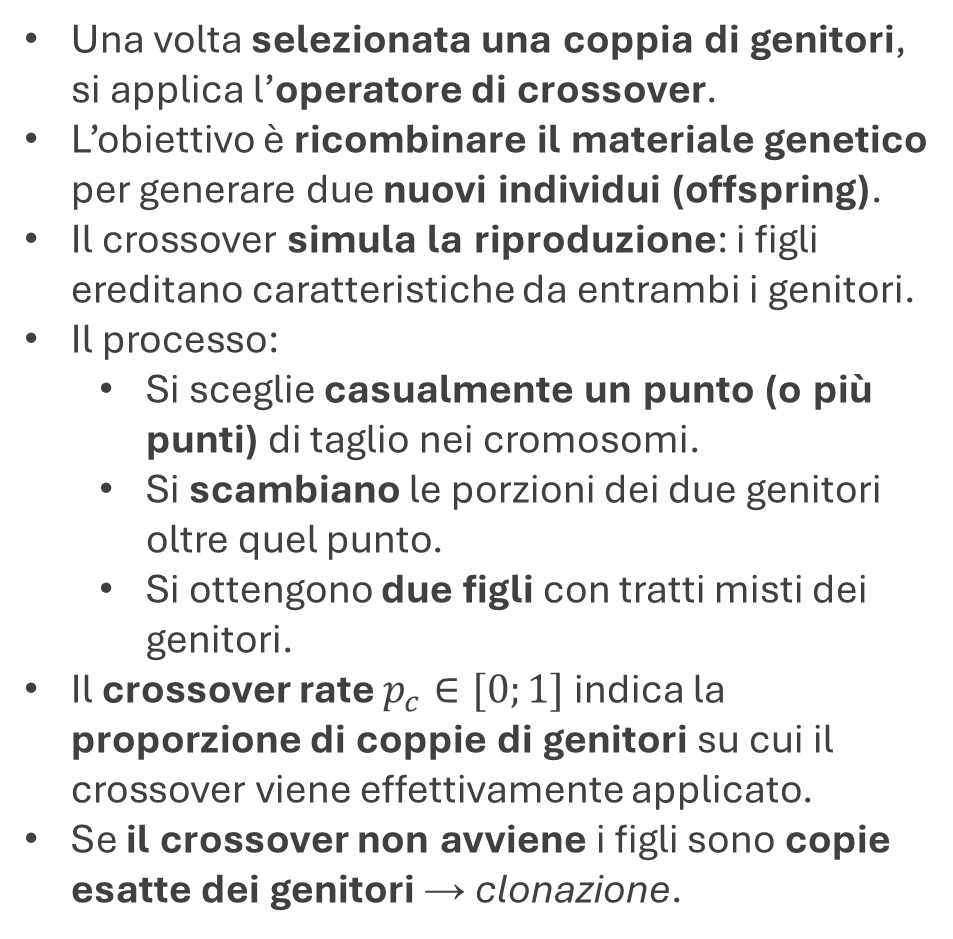 • Una volta selezionata una coppia di genitori,
si applica l’operatore di crossover.
• L’obiettivo è ricombinare il materiale genetico
per generare due nuovi individui (offspring).
• Il crossover simula la riproduzione: i figli
ereditano caratteristiche da entrambi i genitori.
• Il processo:
• Si sceglie casualmente un punto (o più
punti) di taglio nei cromosomi.
• Si scambiano le porzioni dei due genitori
oltre quel punto.
• Si ottengono due figli con tratti misti dei
genitori.
• Il crossover rate p_c ∈ [0; 1] indica la
proporzione di coppie di genitori su cui il
crossover viene effettivamente applicato.
• Se il crossover non avviene i figli sono copie
esatte dei genitori → clonazione.